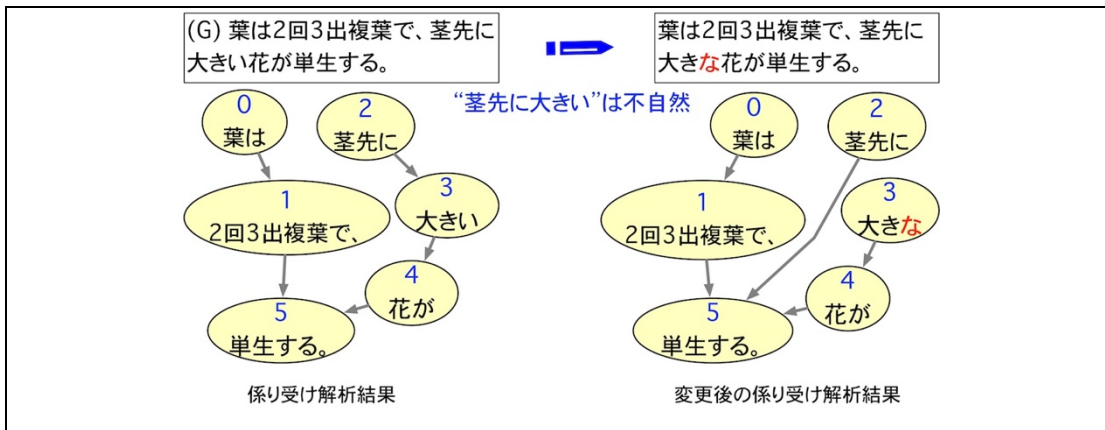 (G) 葉は2回3出複葉で、茎先に
大きい花が単生する。
葉は2回3出複葉で、茎先に
大きな花が単生する。
“茎先に大きい”は不自然
0
葉は
2
茎先に
1
2回3出複葉で、
3
大きい
4
花が
5
単生する。
係り受け解析結果
0
葉は
2
茎先に
1
2回3出複葉で、
3
大きな
4
花が
5
単生する。
変更後の係り受け解析結果